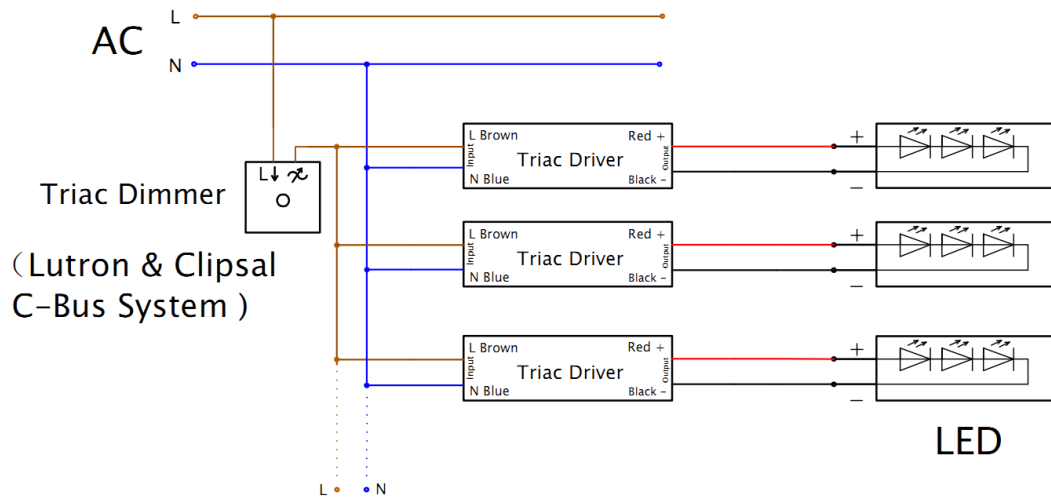 L
AC
N
L Brown
Red +
Input
Triac Driver
Output
N Blue
Black -
+
−
L
Triac Dimmer
(Lutron & Clipsal
C-Bus System )
L Brown
Red +
Input
Triac Driver
Output
N Blue
Black -
+
−
L Brown
Red +
Input
Triac Driver
Output
N Blue
Black -
+
−
LED
L
N